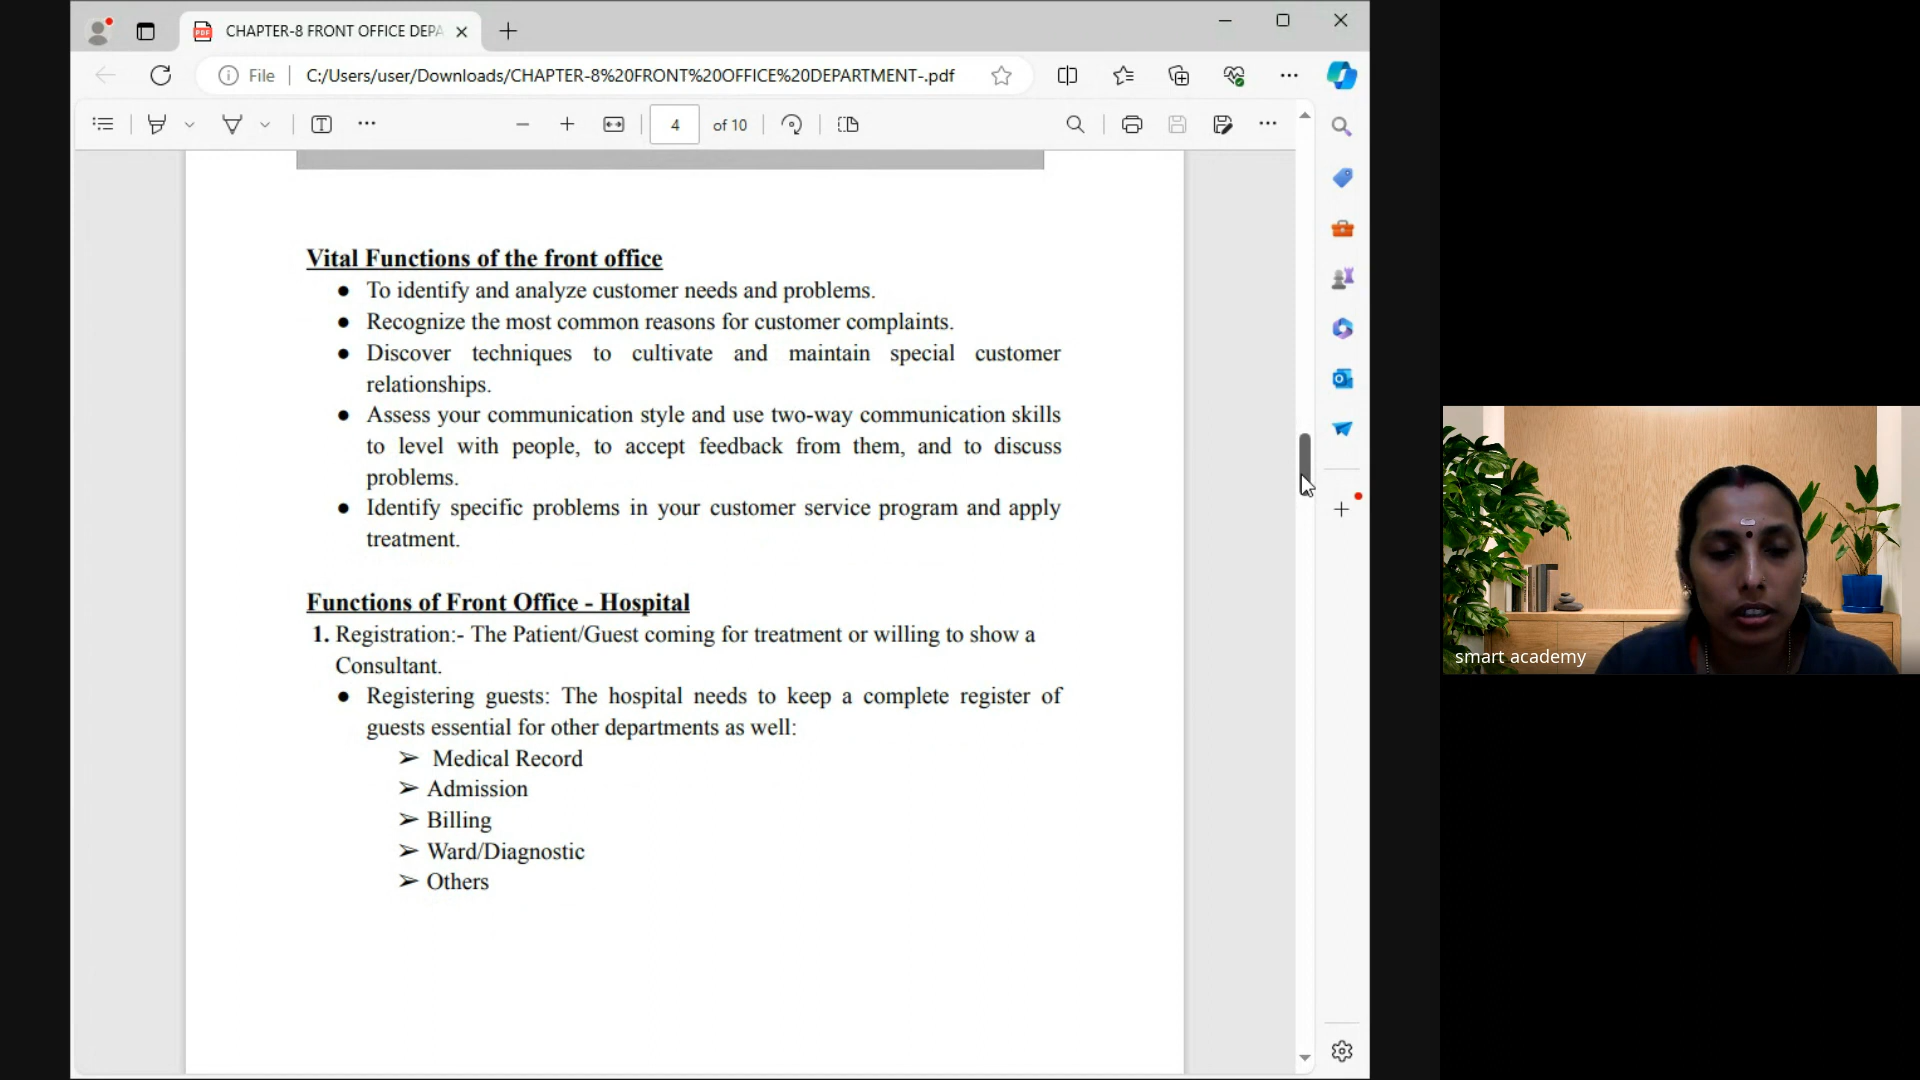 CHAPTER-8 FRONT OFFICE DEPA
File
C:/Users/user/Downloads/CHAPTER-8%20FRONT%20OFFICE%20DEPARTMENT-.pdf
4 of 10
Vital Functions of the front office
● To identify and analyze customer needs and problems.
● Recognize the most common reasons for customer complaints.
● Discover techniques to cultivate and maintain special customer
relationships.
● Assess your communication style and use two-way communication skills
to level with people, to accept feedback from them, and to discuss
problems.
● Identify specific problems in your customer service program and apply
treatment.
Functions of Front Office - Hospital
1. Registration:- The Patient/Guest coming for treatment or willing to show a
Consultant.
● Registering guests: The hospital needs to keep a complete register of
guests essential for other departments as well:
➢ Medical Record
➢ Admission
➢ Billing
➢ Ward/Diagnostic
➢ Others
smart academy